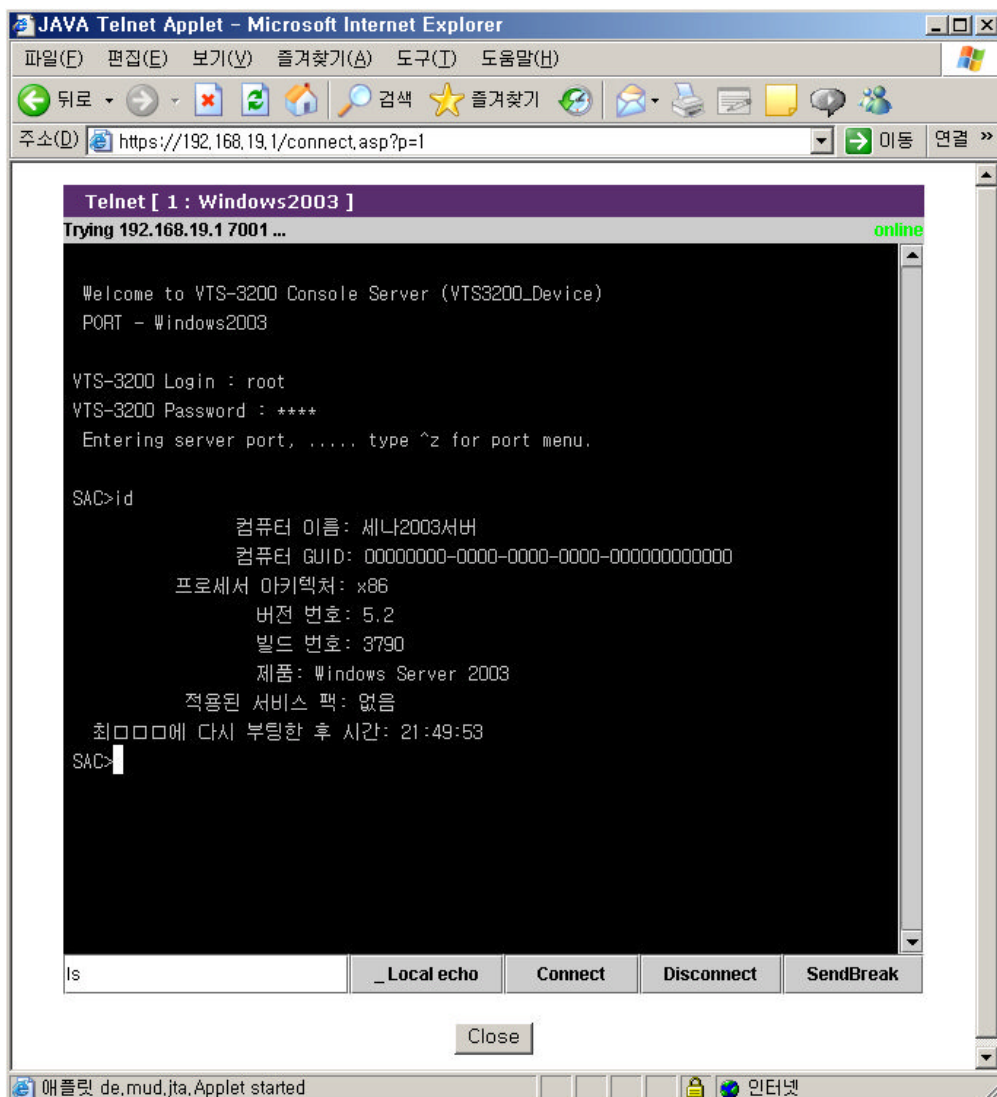 JAVA Telnet Applet - Microsoft Internet Explorer
파일(F) 편집(E) 보기(V) 즐겨찾기(A) 도구(T) 도움말(H)
뒤로 검색 즐겨찾기
주소(D) https://192,168,19,1/connect,asp?p=1 이동 연결 »
Telnet [ 1 : Windows2003 ]
Trying 192.168.19.1 7001 ... online
Welcome to VTS-3200 Console Server (VTS3200_Device)
PORT - Windows2003
VTS-3200 Login : root
VTS-3200 Password : ****
Entering server port, ..... type ^z for port menu.
SAC>id
컴퓨터 이름: 세나2003서버
컴퓨터 GUID: 00000000-0000-0000-0000-000000000000
프로세서 아키텍처: x86
버전 번호: 5.2
빌드 번호: 3790
제품: Windows Server 2003
적용된 서비스 팩: 없음
최□□□에 다시 부팅한 후 시간: 21:49:53
SAC>
ls _Local echo Connect Disconnect SendBreak
Close
애플릿 de,mud,jta,Applet started 인터넷